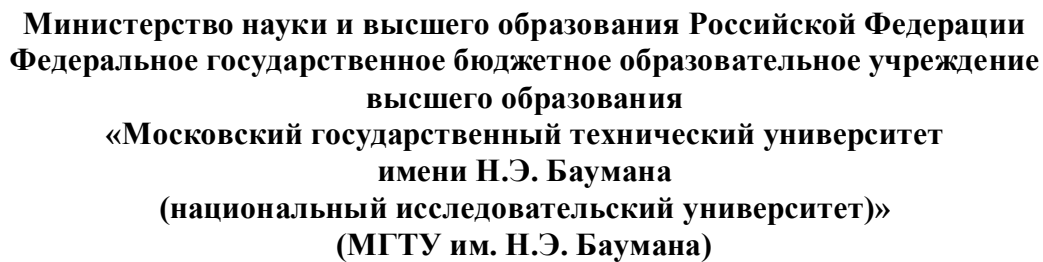 Министерство науки и высшего образования Российской Федерации
Федеральное государственное бюджетное образовательное учреждение
высшего образования
«Московский государственный технический университет
имени Н.Э. Баумана
(национальный исследовательский университет)»
(МГТУ им. Н.Э. Баумана)